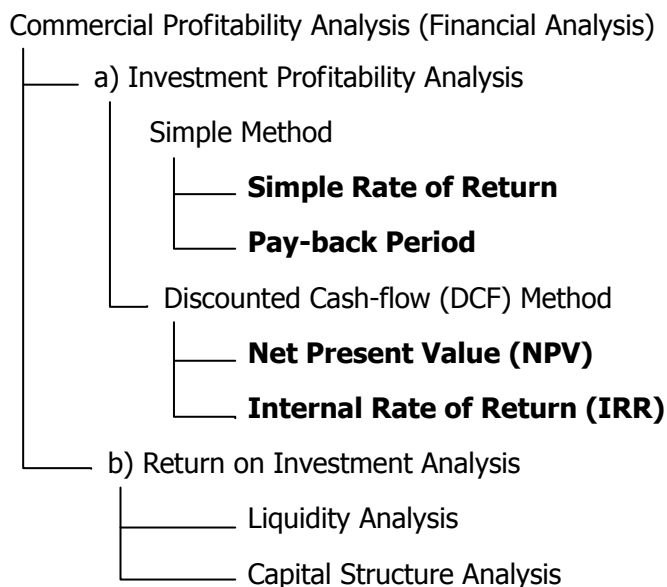 Commercial Profitability Analysis (Financial Analysis)
a) Investment Profitability Analysis
Simple Method
Simple Rate of Return
Pay-back Period
Discounted Cash-flow (DCF) Method
Net Present Value (NPV)
Internal Rate of Return (IRR)
b) Return on Investment Analysis
Liquidity Analysis
Capital Structure Analysis